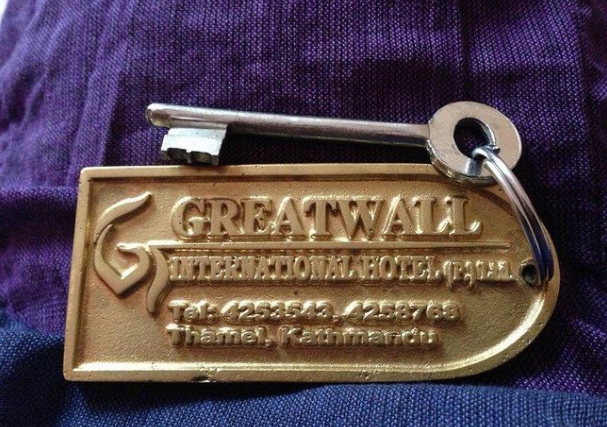 GREATWALL
INTERNATIONAL HOTEL (P.) Ltd.
Tel: 4253543, 4258768
Thamel, Kathmandu